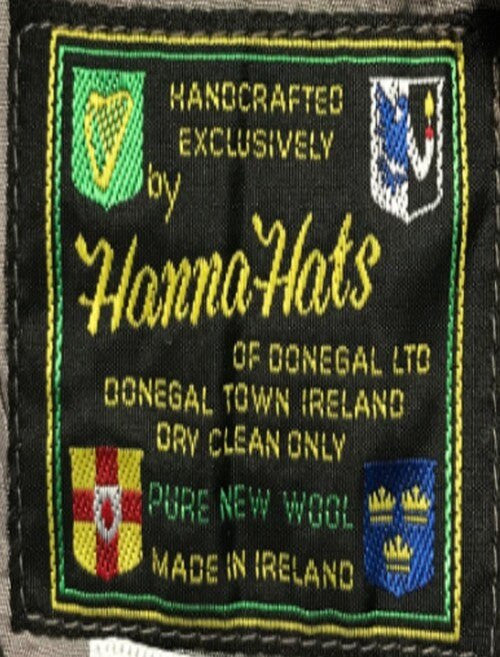 HANDCRAFTED
EXCLUSIVELY
by
Hanna Hats
OF DONEGAL LTD
DONEGAL TOWN IRELAND
DRY CLEAN ONLY
PURE NEW WOOL
MADE IN IRELAND